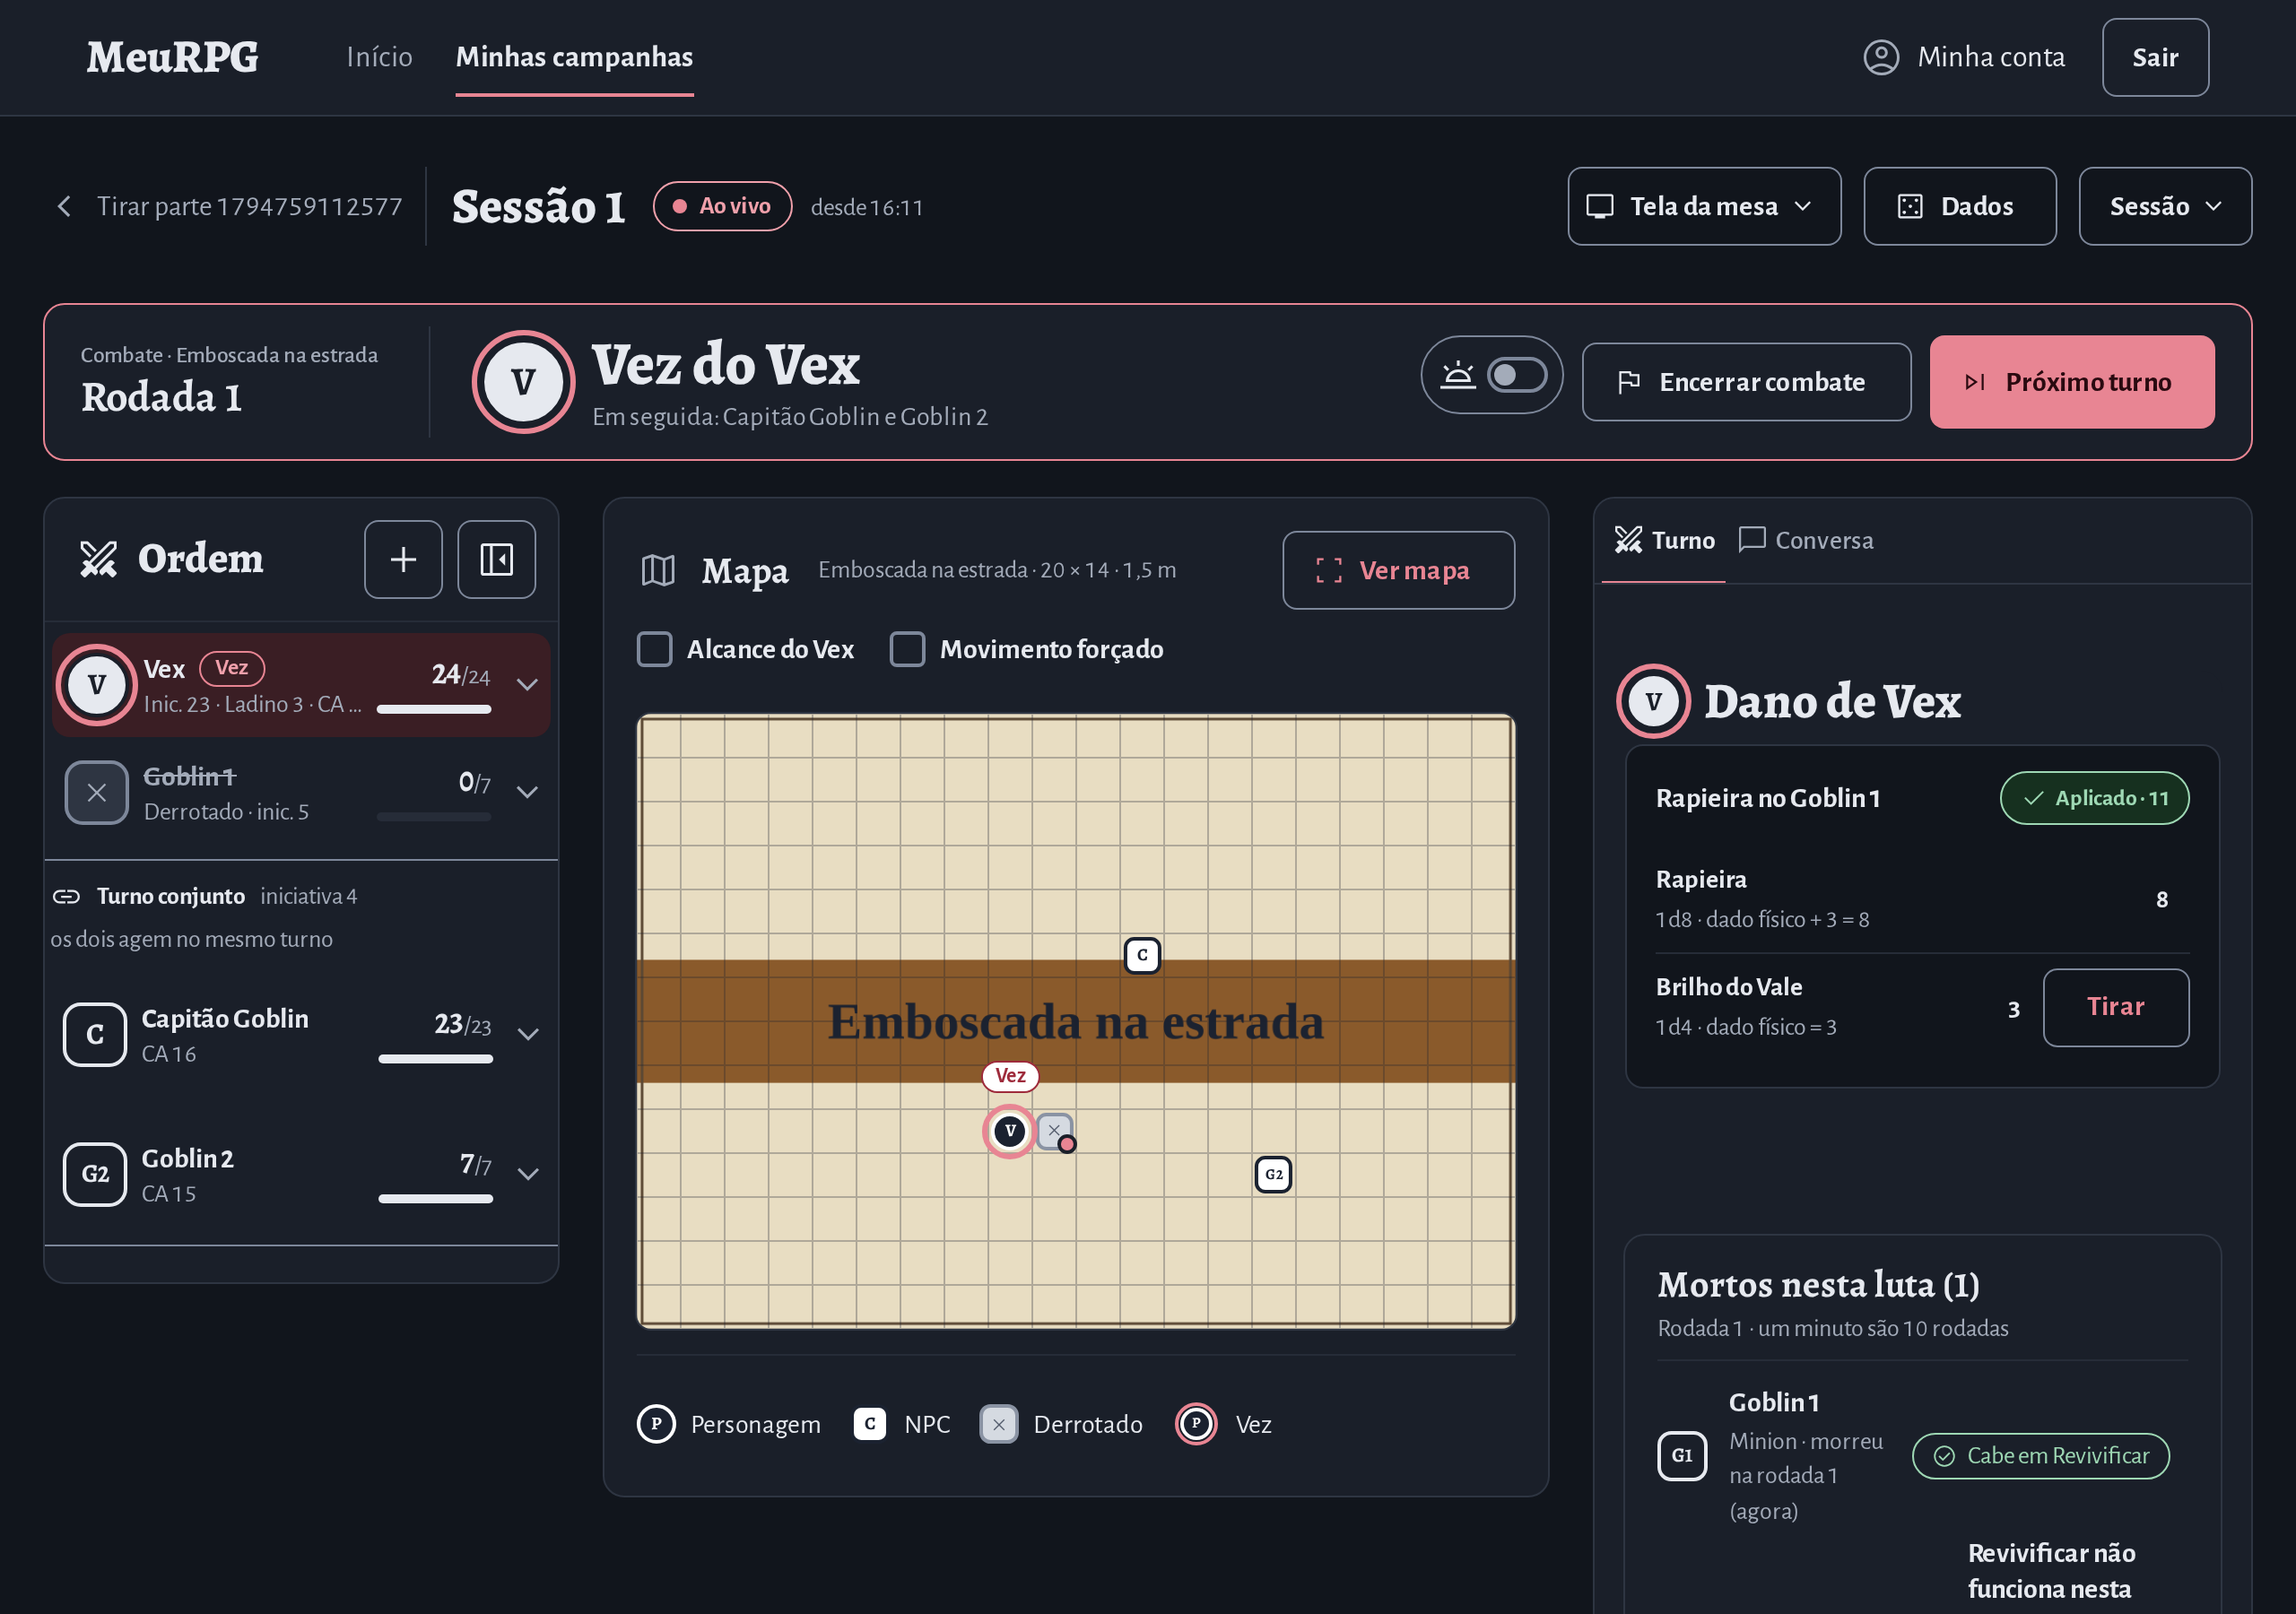 MeuRPG
Início
Minhas campanhas
Minha conta
Sair
Tirar parte 1794759112577
Sessão 1
Ao vivo
desde 16:11
Tela da mesa
Dados
Sessão
Combate · Emboscada na estrada
Rodada 1
V
Vez do Vex
Em seguida: Capitão Goblin e Goblin 2
Encerrar combate
Próximo turno
Ordem
V
Vex
Vez
24/24
Inic. 23 · Ladino 3 · CA ...
Goblin 1
0/7
Derrotado · inic. 5
Turno conjunto
iniciativa 4
os dois agem no mesmo turno
C
Capitão Goblin
23/23
CA 16
G2
Goblin 2
7/7
CA 15
Mapa
Emboscada na estrada · 20 × 14 · 1,5 m
Ver mapa
Alcance do Vex
Movimento forçado
C
Emboscada na estrada
Vez
V
G2
P
Personagem
C
NPC
Derrotado
P
Vez
Turno
Conversa
V
Dano de Vex
Rapieira no Goblin 1
Aplicado · 11
Rapieira
1d8 · dado físico + 3 = 8
8
Brilho do Vale
1d4 · dado físico = 3
3
Tirar
Mortos nesta luta (1)
Rodada 1 · um minuto são 10 rodadas
G1
Goblin 1
Minion · morreu
na rodada 1
(agora)
Cabe em Revivificar
Revivificar não
funciona nesta